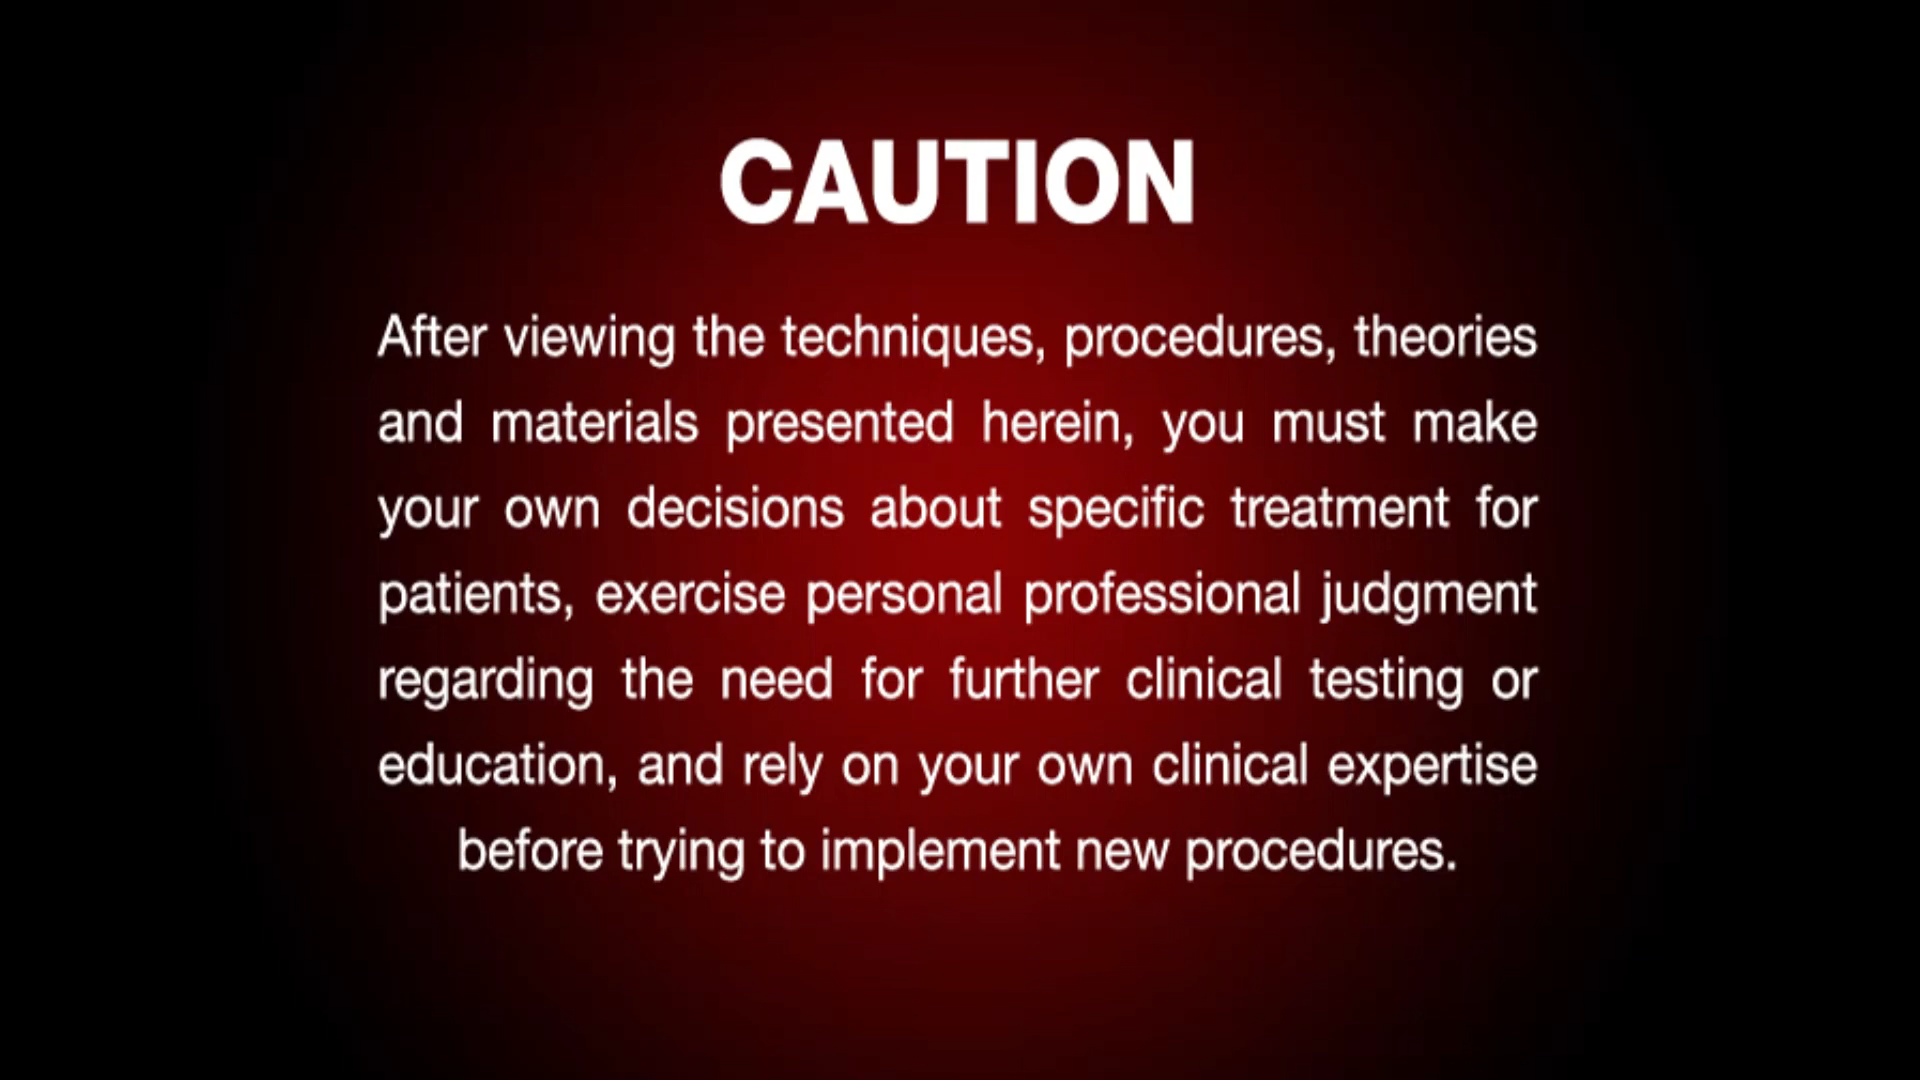 CAUTION
After viewing the techniques, procedures, theories
and materials presented herein, you must make
your own decisions about specific treatment for
patients, exercise personal professional judgment
regarding the need for further clinical testing or
education, and rely on your own clinical expertise
before trying to implement new procedures.